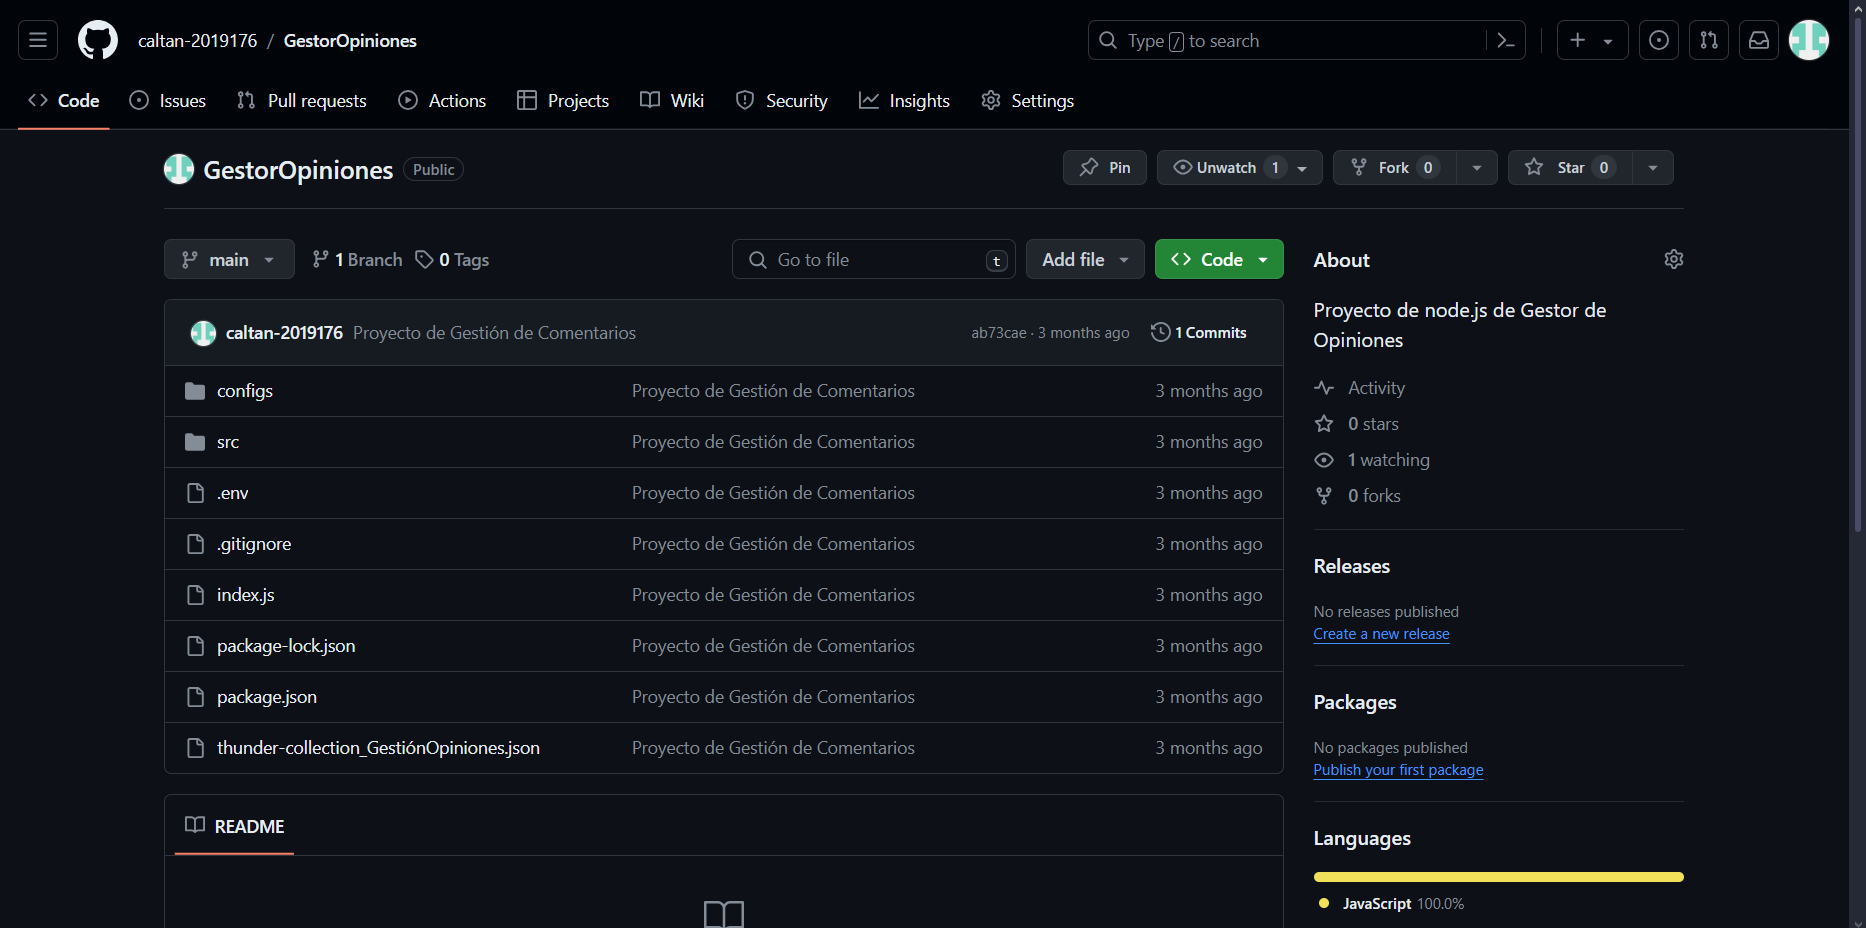 caltan-2019176 / GestorOpiniones
Type / to search
Code Issues Pull requests Actions Projects Wiki Security Insights Settings
GestorOpiniones Public
Pin Unwatch 1 Fork 0 Star 0
main 1 Branch 0 Tags Go to file t Add file Code
caltan-2019176 Proyecto de Gestión de Comentarios ab73cae · 3 months ago 1 Commits
configs Proyecto de Gestión de Comentarios 3 months ago
src Proyecto de Gestión de Comentarios 3 months ago
.env Proyecto de Gestión de Comentarios 3 months ago
.gitignore Proyecto de Gestión de Comentarios 3 months ago
index.js Proyecto de Gestión de Comentarios 3 months ago
package-lock.json Proyecto de Gestión de Comentarios 3 months ago
package.json Proyecto de Gestión de Comentarios 3 months ago
thunder-collection_GestiónOpiniones.json Proyecto de Gestión de Comentarios 3 months ago
README
About
Proyecto de node.js de Gestor de
Opiniones
Activity
0 stars
1 watching
0 forks
Releases
No releases published
Create a new release
Packages
No packages published
Publish your first package
Languages
JavaScript 100.0%